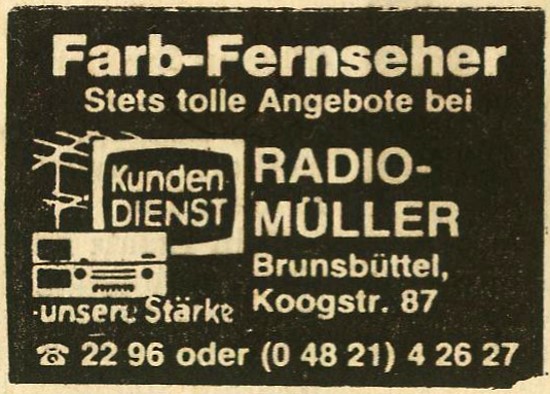 Farb-Fernseher
Stets tolle Angebote bei
Kunden
DIENST
unsere Stärke
RADIO-
MÜLLER
Brunsbüttel,
Koogstr. 87
☎ 22 96 oder (0 48 21) 4 26 27